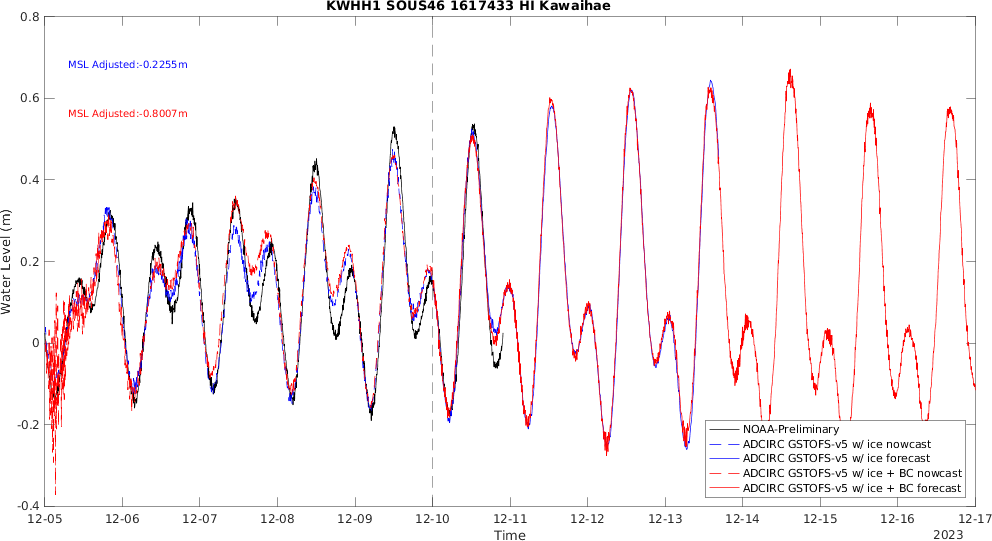 KWHH1 SOUS46 1617433 HI Kawaihae
0.8
0.6
0.4
0.2
0
-0.2
-0.4
Water Level (m)
MSL Adjusted:-0.2255m
MSL Adjusted:-0.8007m
NOAA-Preliminary
ADCIRC GSTOFS-v5 w/ ice nowcast
ADCIRC GSTOFS-v5 w/ ice forecast
ADCIRC GSTOFS-v5 w/ ice + BC nowcast
ADCIRC GSTOFS-v5 w/ ice + BC forecast
12-05 12-06 12-07 12-08 12-09 12-10 12-11 12-12 12-13 12-14 12-15 12-16 12-17
Time
2023